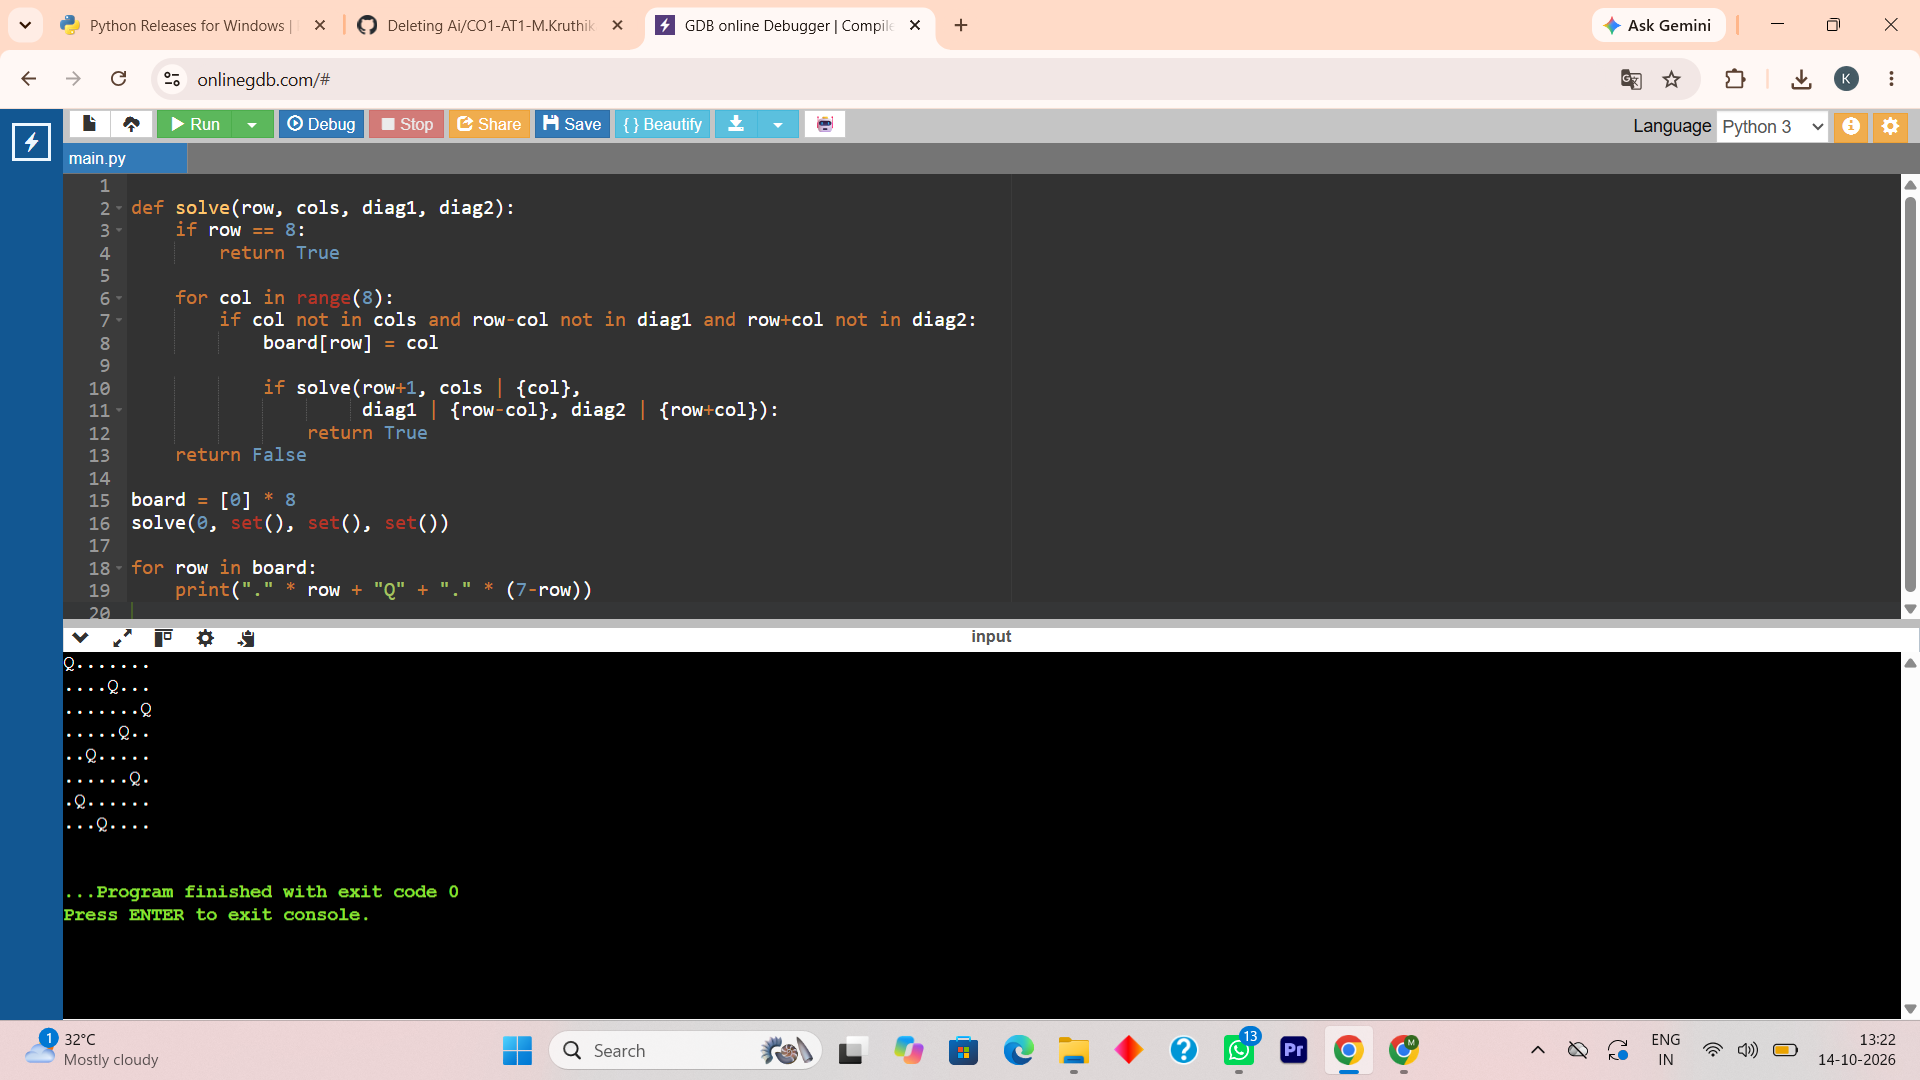 Python Releases for Windows |
Deleting Ai/CO1-AT1-M.Kruthik
GDB online Debugger | Compile
Ask Gemini
onlinegdb.com/#
K
Run
Debug
Stop
Share
Save
{ } Beautify
Language
Python 3
main.py
1
2 def solve(row, cols, diag1, diag2):
3     if row == 8:
4         return True
5
6     for col in range(8):
7         if col not in cols and row-col not in diag1 and row+col not in diag2:
8             board[row] = col
9
10             if solve(row+1, cols | {col},
11                      diag1 | {row-col}, diag2 | {row+col}):
12                 return True
13     return False
14
15 board = [0] * 8
16 solve(0, set(), set(), set())
17
18 for row in board:
19     print("." * row + "Q" + "." * (7-row))
20
input
Q.......
....Q...
.......Q
.....Q..
..Q.....
......Q.
.Q......
...Q....
...Program finished with exit code 0
Press ENTER to exit console.
1
32°C
Mostly cloudy
Search
13
Pr
M
ENG
IN
13:22
14-10-2026